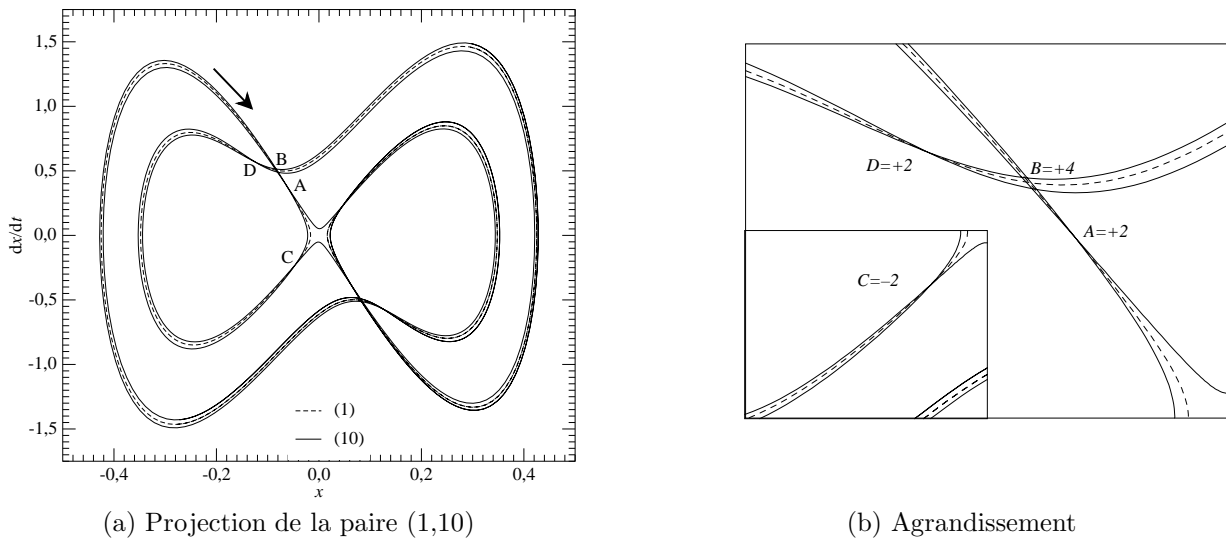 1,5
1,0
0,5
0,0
-0,5
-1,0
-1,5
dx/dt
B
D
A
C
(1)
(10)
-0,4 -0,2 0,0 0,2 0,4
x
(a) Projection de la paire (1,10)
D=+2
B=+4
A=+2
C=–2
(b) Agrandissement